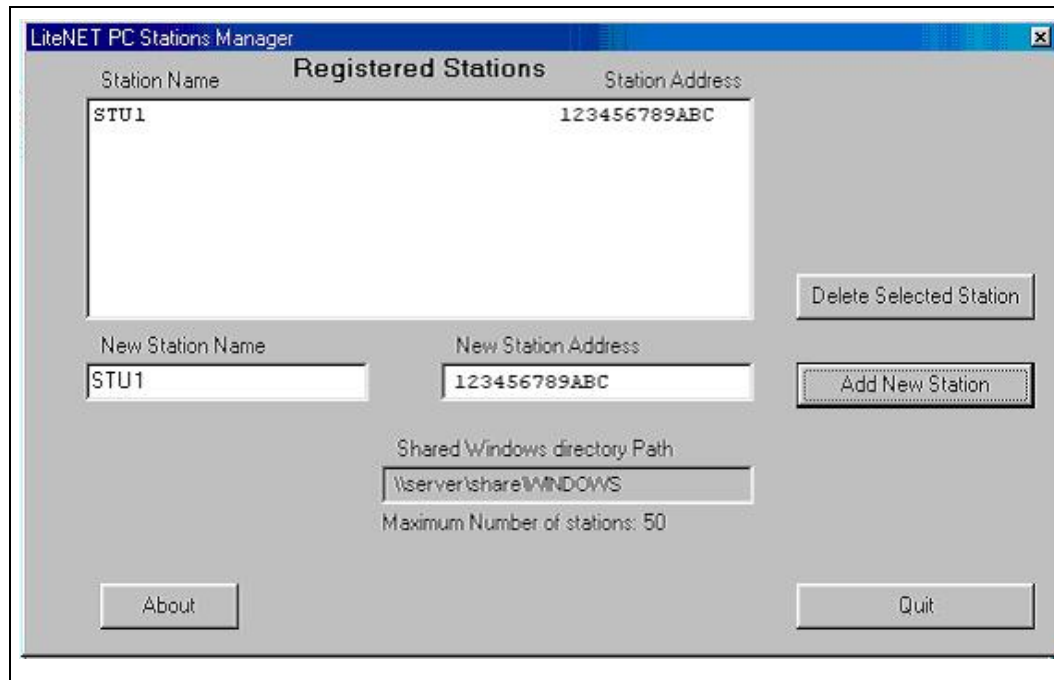 LiteNET PC Stations Manager
Registered Stations
Station Name Station Address
STU1 123456789ABC
Delete Selected Station
New Station Name New Station Address
STU1 123456789ABC Add New Station
Shared Windows directory Path
\\server\share\WINDOWS
Maximum Number of stations: 50
About Quit